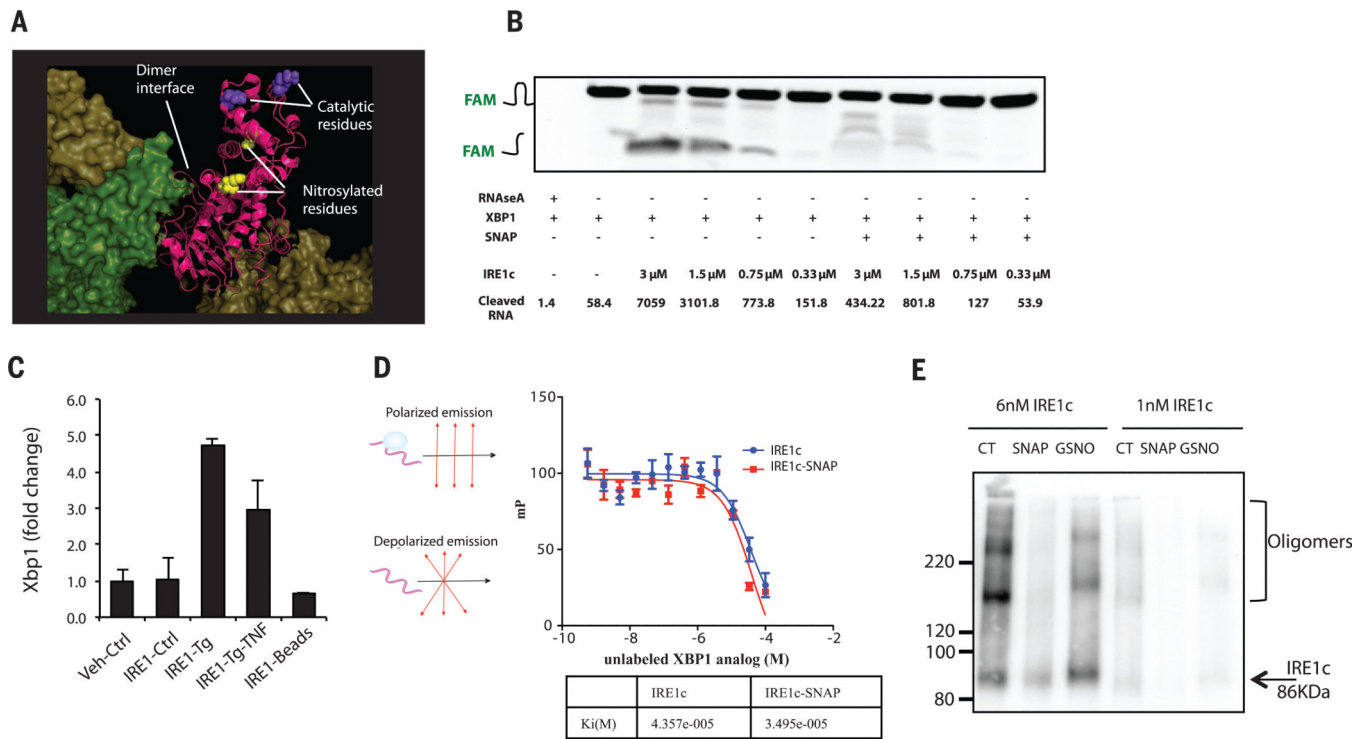 A
Dimer
interface
Catalytic
residues
Nitrosylated
residues
B
FAM
FAM
RNAseA + - - - - - - - - -
XBP1 + + + + + + + + + +
SNAP - - - - - - + + + +
IRE1c - - 3 µM 1.5 µM 0.75 µM 0.33 µM 3 µM 1.5 µM 0.75 µM 0.33 µM
Cleaved
RNA 1.4 58.4 7059 3101.8 773.8 151.8 434.22 801.8 127 53.9
C
Xbp1 (fold change)
6.0
5.0
4.0
3.0
2.0
1.0
0.0
Veh-Ctrl
IRE1-Ctrl
IRE1-Tg
IRE1-Tg-TNF
IRE1-Beads
D
Polarized emission
Depolarized emission
mP
150
100
50
0
-10 -8 -6 -4 -2
unlabeled XBP1 analog (M)
IRE1c
IRE1c-SNAP
IRE1c IRE1c-SNAP
Ki(M) 4.357e-005 3.495e-005
E
6nM IRE1c 1nM IRE1c
CT SNAP GSNO CT SNAP GSNO
220
120
100
80
Oligomers
IRE1c
86KDa